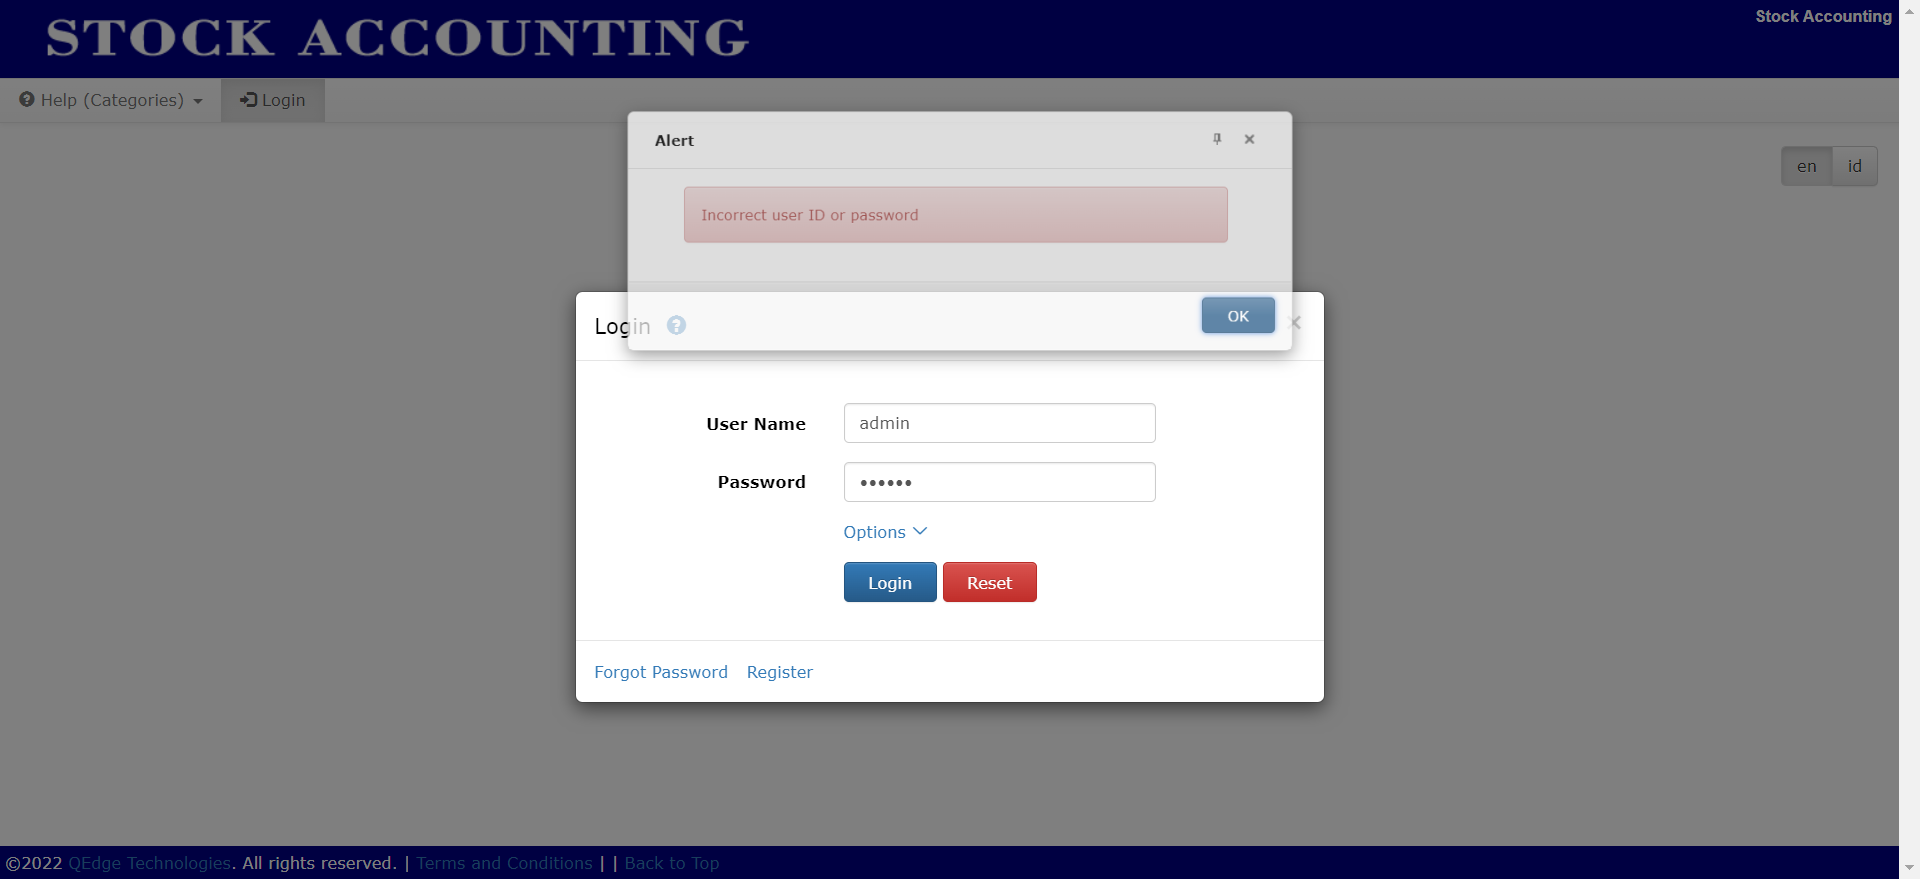 STOCK ACCOUNTING
Stock Accounting
Help (Categories)
Login
en id
Alert
Incorrect user ID or password
OK
Login
User Name admin
Password ••••••
Options
Login Reset
Forgot Password Register
©2022 QEdge Technologies. All rights reserved. | Terms and Conditions | | Back to Top